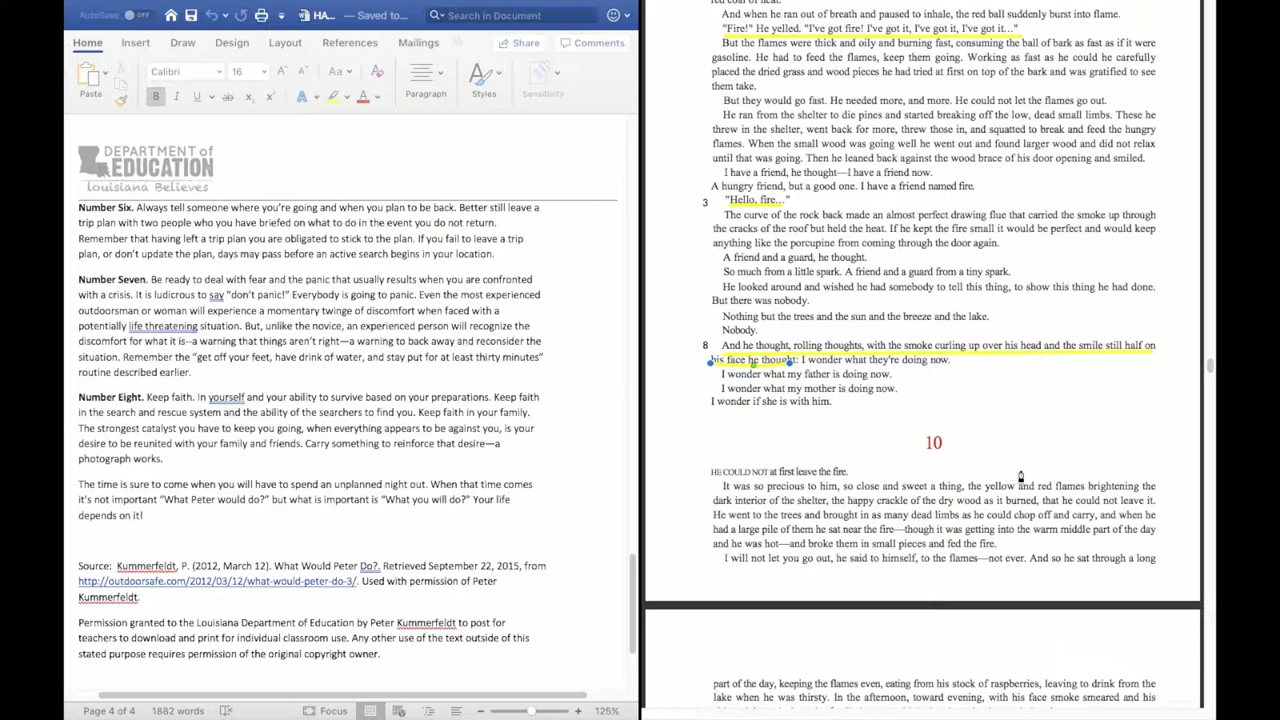 AutoSave OFF HA... — Saved to... Search in Document
Home Insert Draw Design Layout References Mailings Share Comments
Calibri 16 Aa
Paste B I U ab x₂ x² A A Paragraph Styles Sensitivity
DEPARTMENT of
EDUCATION
Louisiana Believes
Number Six. Always tell someone where you're going and when you plan to be back. Better still leave a
trip plan with two people who you have briefed on what to do in the event you do not return.
Remember that having left a trip plan you are obligated to stick to the plan. If you fail to leave a trip
plan, or don't update the plan, days may pass before an active search begins in your location.
Number Seven. Be ready to deal with fear and the panic that usually results when you are confronted
with a crisis. It is ludicrous to say "don't panic!" Everybody is going to panic. Even the most experienced
outdoorsman or woman will experience a momentary twinge of discomfort when faced with a
potentially life threatening situation. But, unlike the novice, an experienced person will recognize the
discomfort for what it is--a warning that things aren't right—a warning to back away and reconsider the
situation. Remember the "get off your feet, have drink of water, and stay put for at least thirty minutes"
routine described earlier.
Number Eight. Keep faith. In yourself and your ability to survive based on your preparations. Keep faith
in the search and rescue system and the ability of the searchers to find you. Keep faith in your family.
The strongest catalyst you have to keep you going, when everything appears to be against you, is your
desire to be reunited with your family and friends. Carry something to reinforce that desire—a
photograph works.
The time is sure to come when you will have to spend an unplanned night out. When that time comes
it's not important "What Peter would do?" but what is important is "What you will do?" Your life
depends on it!
Source: Kummerfeldt, P. (2012, March 12). What Would Peter Do?. Retrieved September 22, 2015, from
http://outdoorsafe.com/2012/03/12/what-would-peter-do-3/. Used with permission of Peter
Kummerfeldt.
Permission granted to the Louisiana Department of Education by Peter Kummerfeldt to post for
teachers to download and print for individual classroom use. Any other use of the text outside of this
stated purpose requires permission of the original copyright owner.
Page 4 of 4 1882 words Focus 125%
red coal of heat.
And when he ran out of breath and paused to inhale, the red ball suddenly burst into flame.
"Fire!" He yelled. "I've got fire! I've got it, I've got it, I've got it..."
But the flames were thick and oily and burning fast, consuming the ball of bark as fast as if it were
gasoline. He had to feed the flames, keep them going. Working as fast as he could he carefully
placed the dried grass and wood pieces he had tried at first on top of the bark and was gratified to see
them take.
But they would go fast. He needed more, and more. He could not let the flames go out.
He ran from the shelter to die pines and started breaking off the low, dead small limbs. These he
threw in the shelter, went back for more, threw those in, and squatted to break and feed the hungry
flames. When the small wood was going well he went out and found larger wood and did not relax
until that was going. Then he leaned back against the wood brace of his door opening and smiled.
I have a friend, he thought—I have a friend now.
A hungry friend, but a good one. I have a friend named fire.
3 "Hello, fire..."
The curve of the rock back made an almost perfect drawing flue that carried the smoke up through
the cracks of the roof but held the heat. If he kept the fire small it would be perfect and would keep
anything like the porcupine from coming through the door again.
A friend and a guard, he thought.
So much from a little spark. A friend and a guard from a tiny spark.
He looked around and wished he had somebody to tell this thing, to show this thing he had done.
But there was nobody.
Nothing but the trees and the sun and the breeze and the lake.
Nobody.
8 And he thought, rolling thoughts, with the smoke curling up over his head and the smile still half on
his face he thought: I wonder what they're doing now.
I wonder what my father is doing now.
I wonder what my mother is doing now.
I wonder if she is with him.
10
HE COULD NOT at first leave the fire.
It was so precious to him, so close and sweet a thing, the yellow and red flames brightening the
dark interior of the shelter, the happy crackle of the dry wood as it burned, that he could not leave it.
He went to the trees and brought in as many dead limbs as he could chop off and carry, and when he
had a large pile of them he sat near the fire—though it was getting into the warm middle part of the day
and he was hot—and broke them in small pieces and fed the fire.
I will not let you go out, he said to himself, to the flames—not ever. And so he sat through a long
part of the day, keeping the flames even, eating from his stock of raspberries, leaving to drink from the
lake when he was thirsty. In the afternoon, toward evening, with his face smoke smeared and his